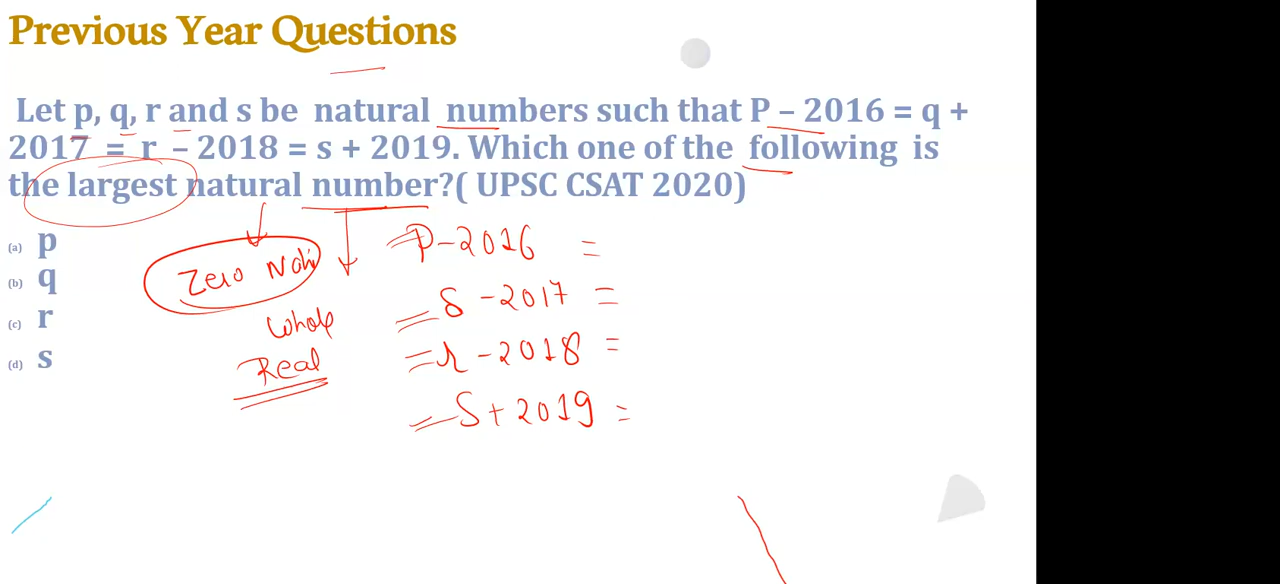 Previous Year Questions
Let p, q, r and s be natural numbers such that P – 2016 = q +
2017 = r – 2018 = s + 2019. Which one of the following is
the largest natural number?( UPSC CSAT 2020)
(a) p
(b) q
(c) r
(d) s
Zero
Whole
Real
= P - 2016 =
= 8 - 2017 =
= r - 2018 =
= S + 2019 =